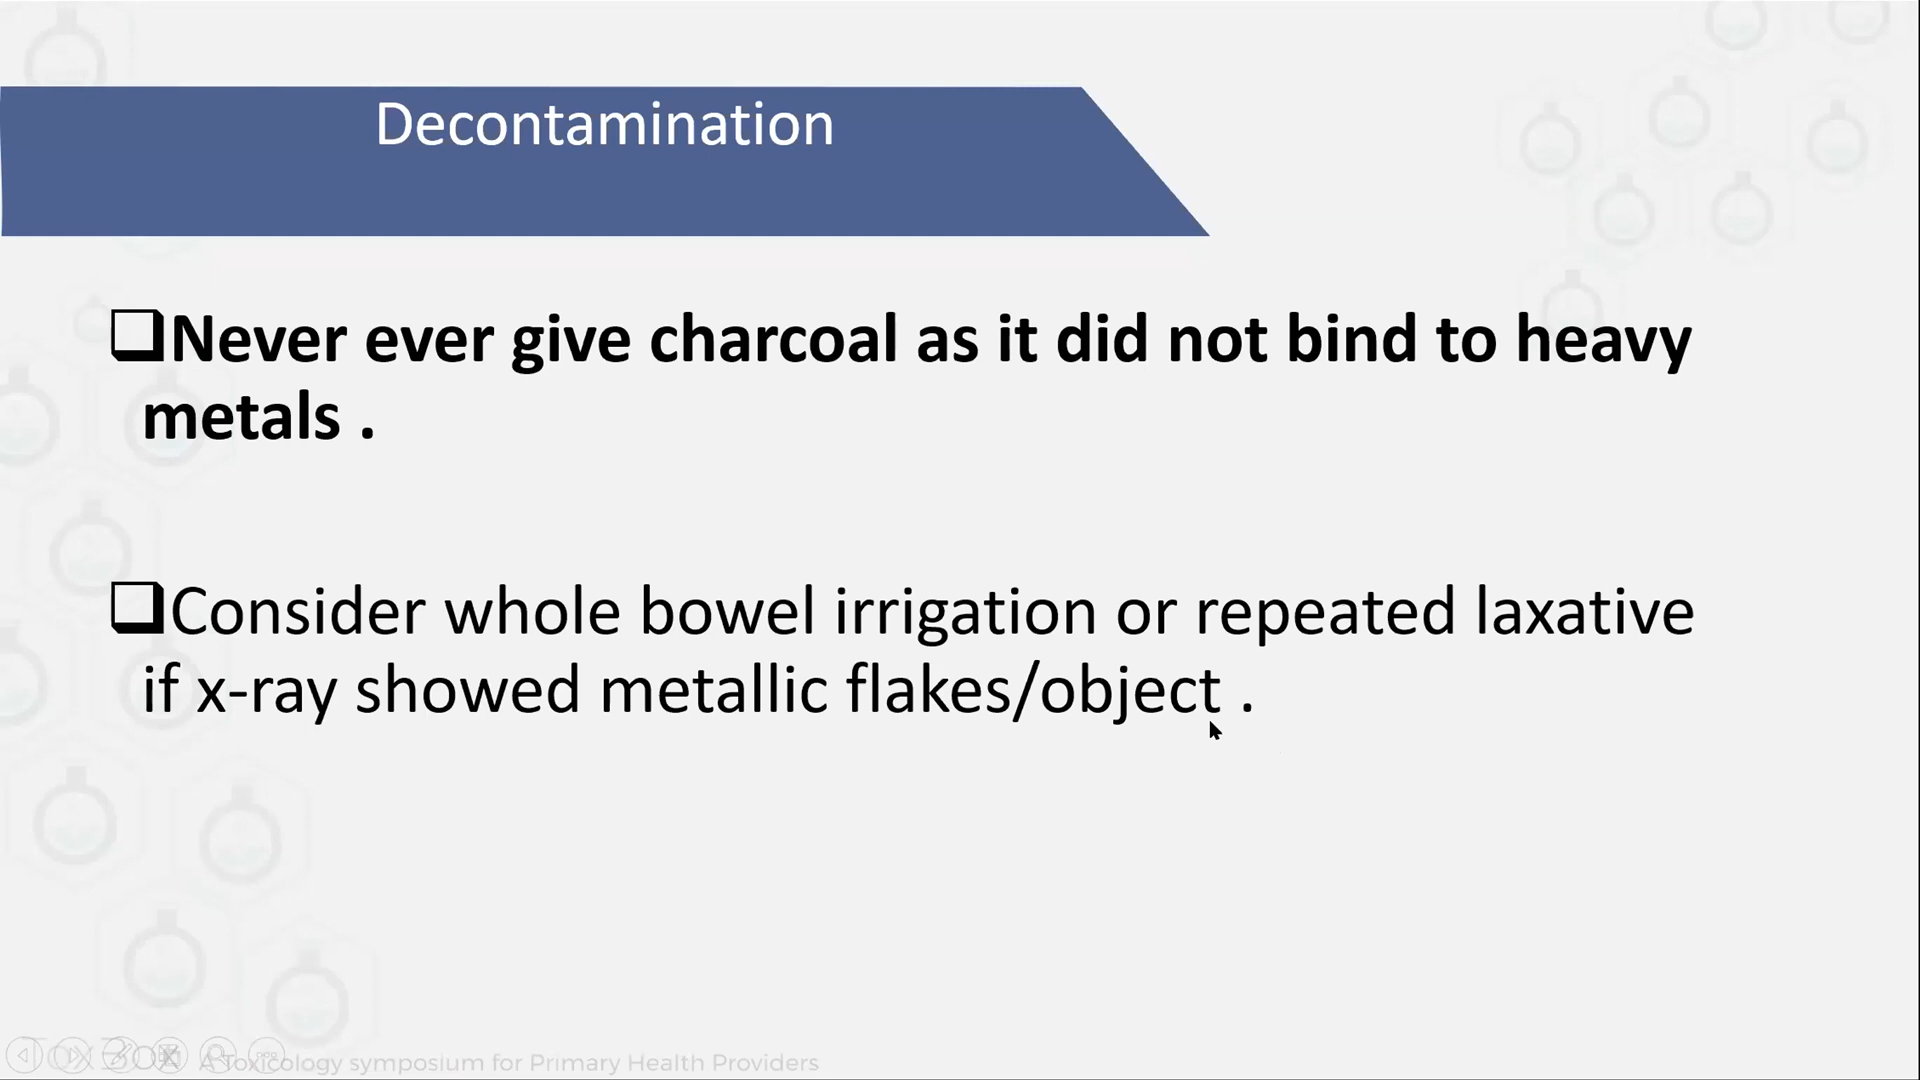 Decontamination
Never ever give charcoal as it did not bind to heavy
metals .
Consider whole bowel irrigation or repeated laxative
if x-ray showed metallic flakes/object .
A Toxicology symposium for Primary Health Providers